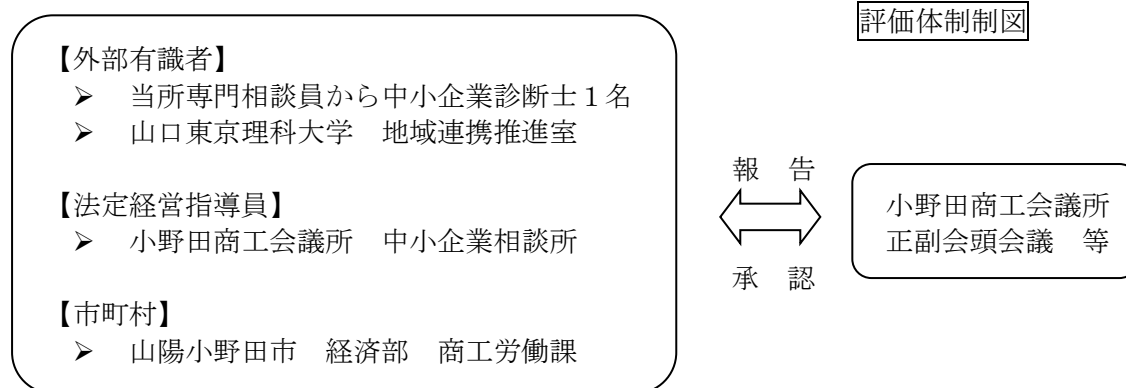 評価体制制図
【外部有識者】
➢ 当所専門相談員から中小企業診断士１名
➢ 山口東京理科大学　地域連携推進室
【法定経営指導員】
➢ 小野田商工会議所　中小企業相談所
【市町村】
➢ 山陽小野田市　経済部　商工労働課
報　告
承　認
小野田商工会議所
正副会頭会議　等